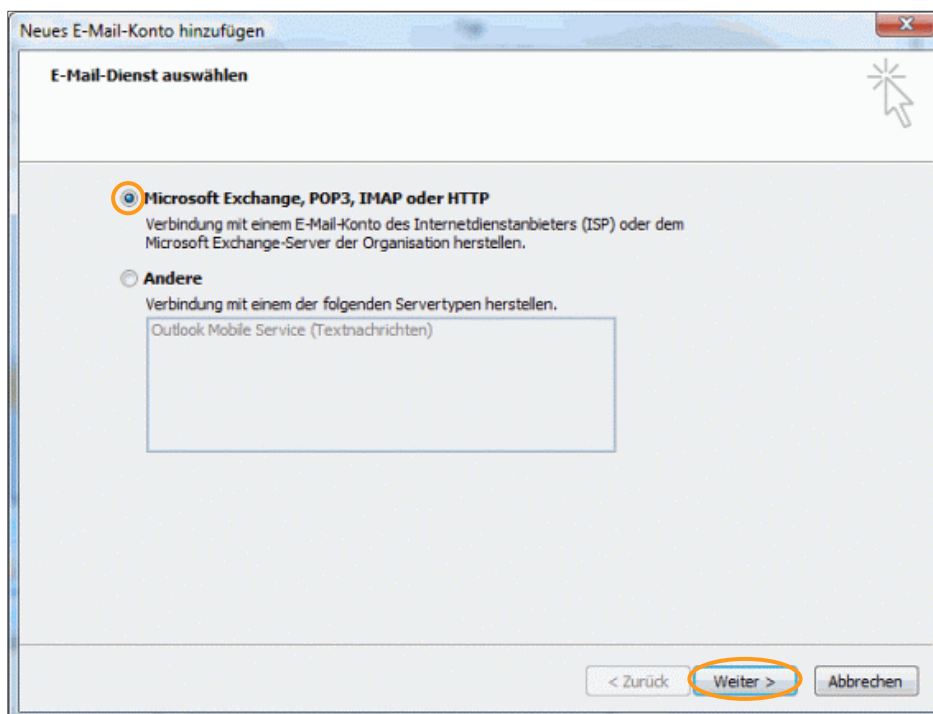 Neues E-Mail-Konto hinzufügen
E-Mail-Dienst auswählen
Microsoft Exchange, POP3, IMAP oder HTTP
Verbindung mit einem E-Mail-Konto des Internetdienstanbieters (ISP) oder dem
Microsoft Exchange-Server der Organisation herstellen.
Andere
Verbindung mit einem der folgenden Servertypen herstellen.
Outlook Mobile Service (Textnachrichten)
< Zurück Weiter > Abbrechen